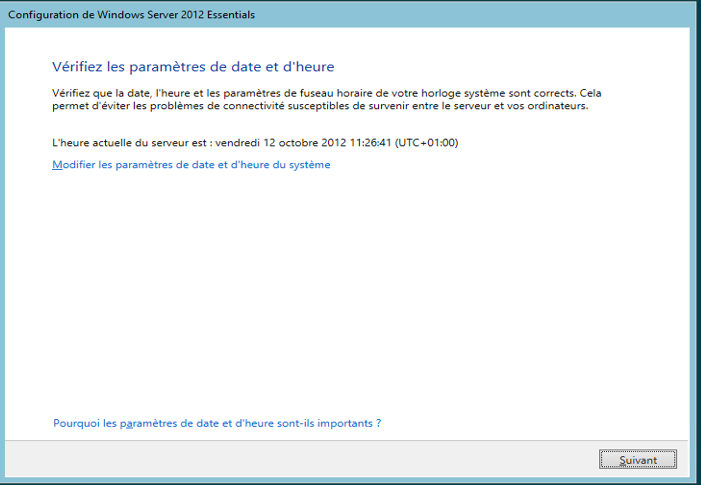 Configuration de Windows Server 2012 Essentials
Vérifiez les paramètres de date et d'heure
Vérifiez que la date, l'heure et les paramètres de fuseau horaire de votre horloge système sont corrects. Cela
permet d'éviter les problèmes de connectivité susceptibles de survenir entre le serveur et vos ordinateurs.
L'heure actuelle du serveur est : vendredi 12 octobre 2012 11:26:41 (UTC+01:00)
Modifier les paramètres de date et d'heure du système
Pourquoi les paramètres de date et d'heure sont-ils importants ?
Suivant